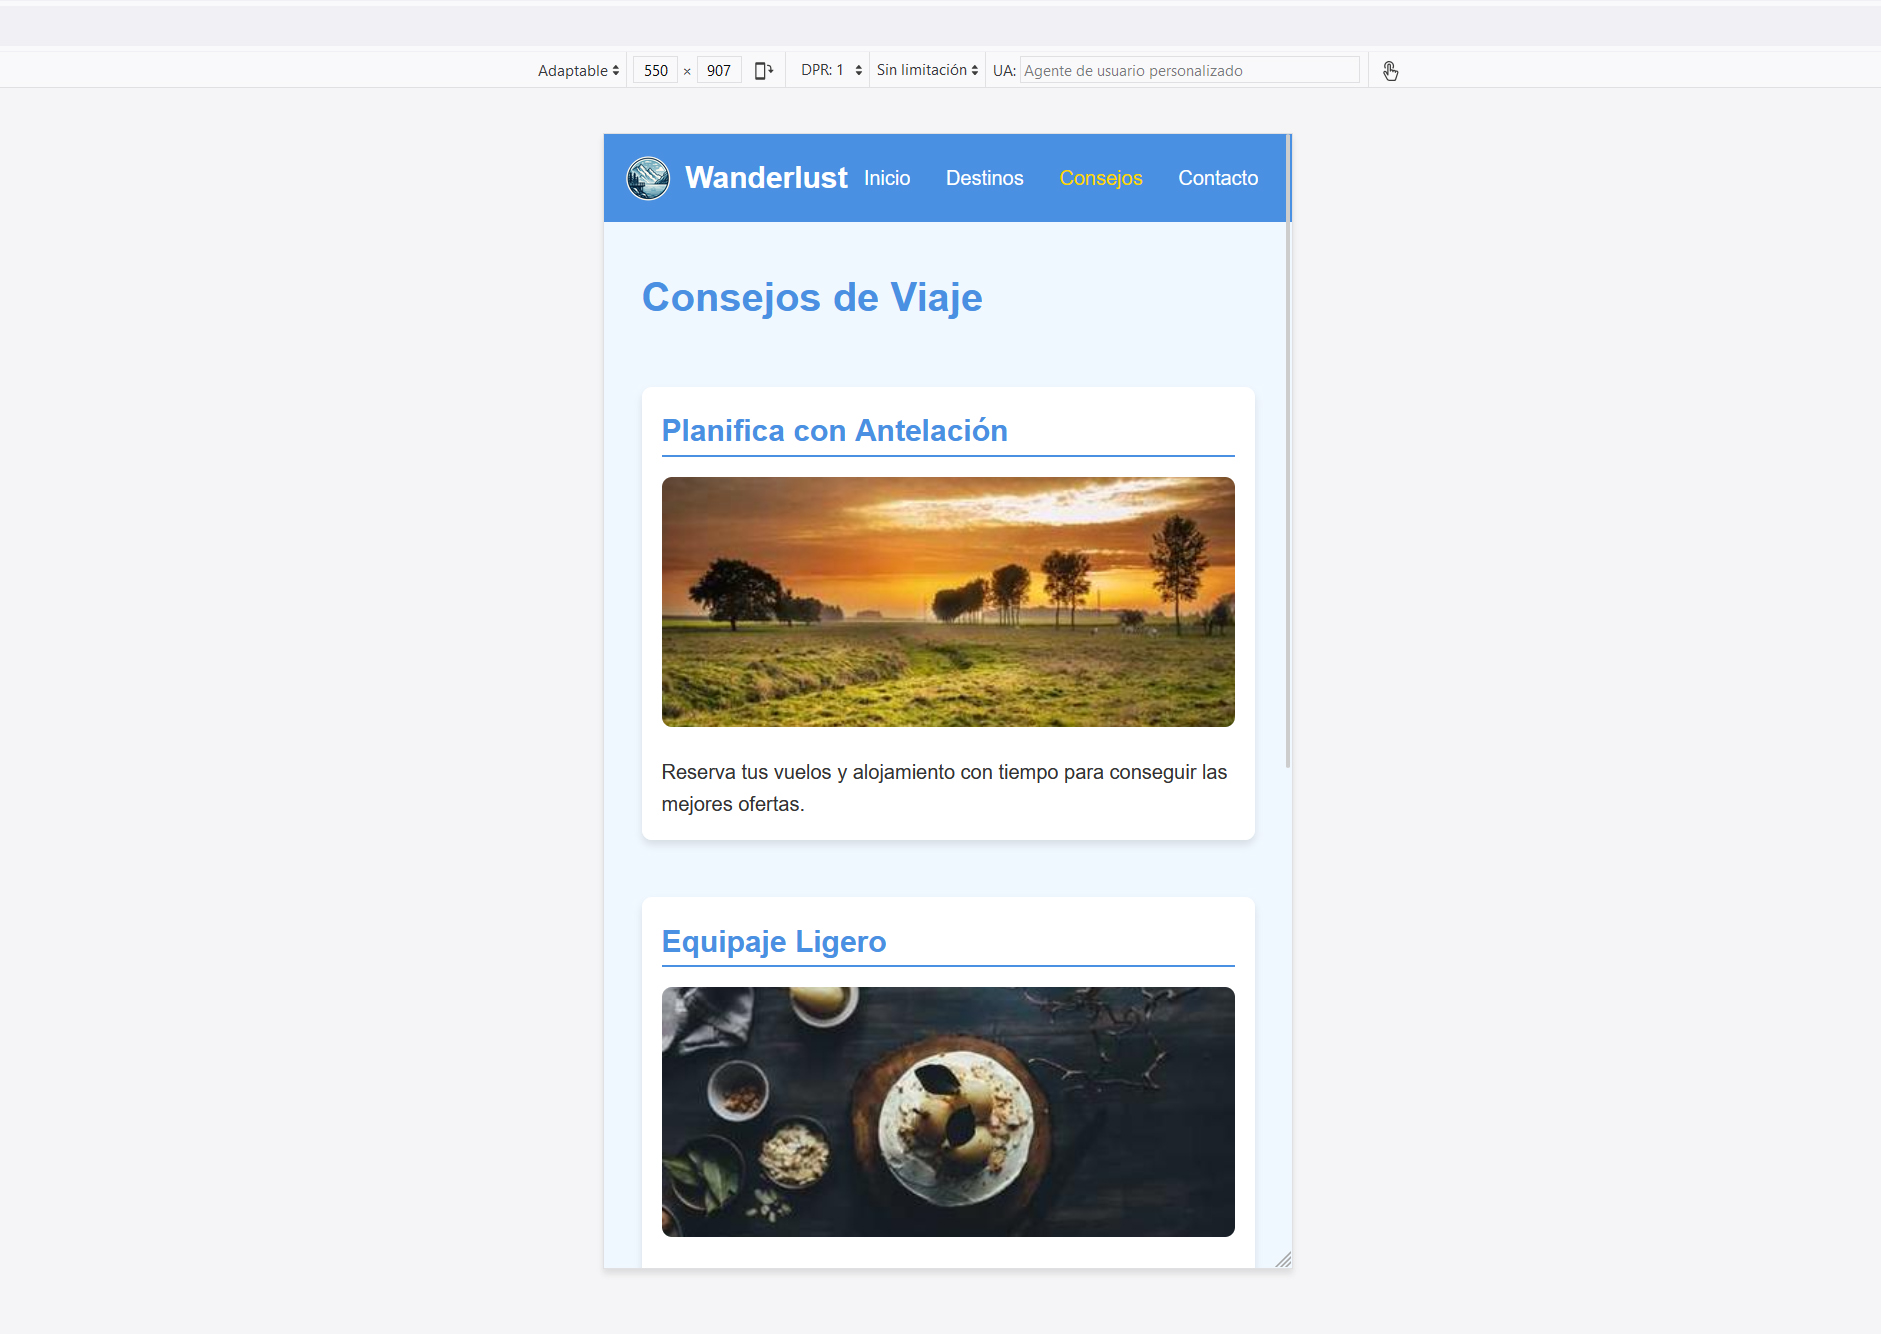 Adaptable 550 × 907 DPR: 1 Sin limitación UA: Agente de usuario personalizado
Wanderlust Inicio Destinos Consejos Contacto
Consejos de Viaje
Planifica con Antelación
Reserva tus vuelos y alojamiento con tiempo para conseguir las
mejores ofertas.
Equipaje Ligero